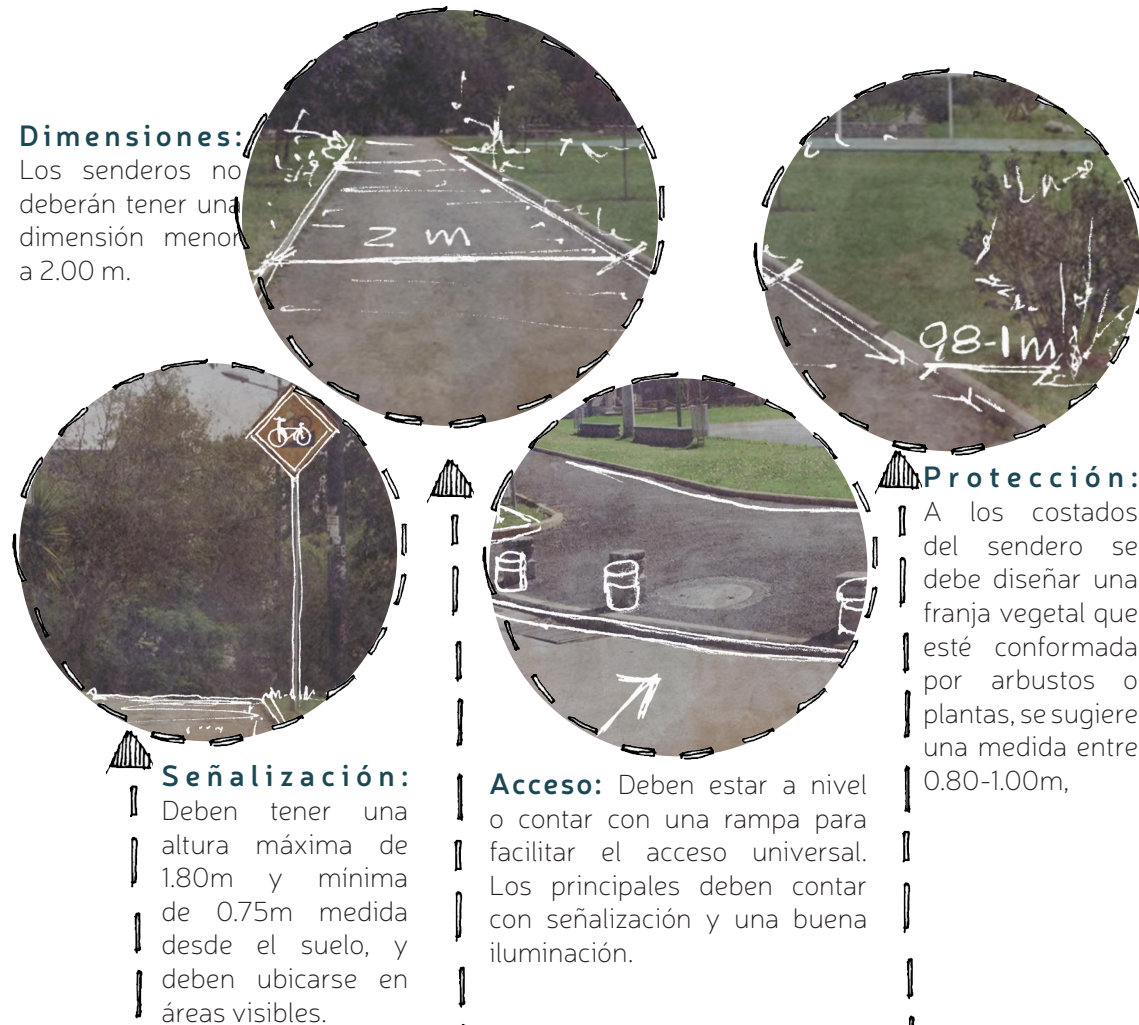 Dimensiones:
Los senderos no
deberán tener una
dimensión menor
a 2.00 m.
2 m
98-1m
Protección:
A los costados
del sendero se
debe diseñar una
franja vegetal que
esté conformada
por arbustos o
plantas, se sugiere
una medida entre
0.80-1.00m,
Señalización:
Deben tener una
altura máxima de
1.80m y mínima
de 0.75m medida
desde el suelo, y
deben ubicarse en
áreas visibles.
Acceso: Deben estar a nivel
o contar con una rampa para
facilitar el acceso universal.
Los principales deben contar
con señalización y una buena
iluminación.